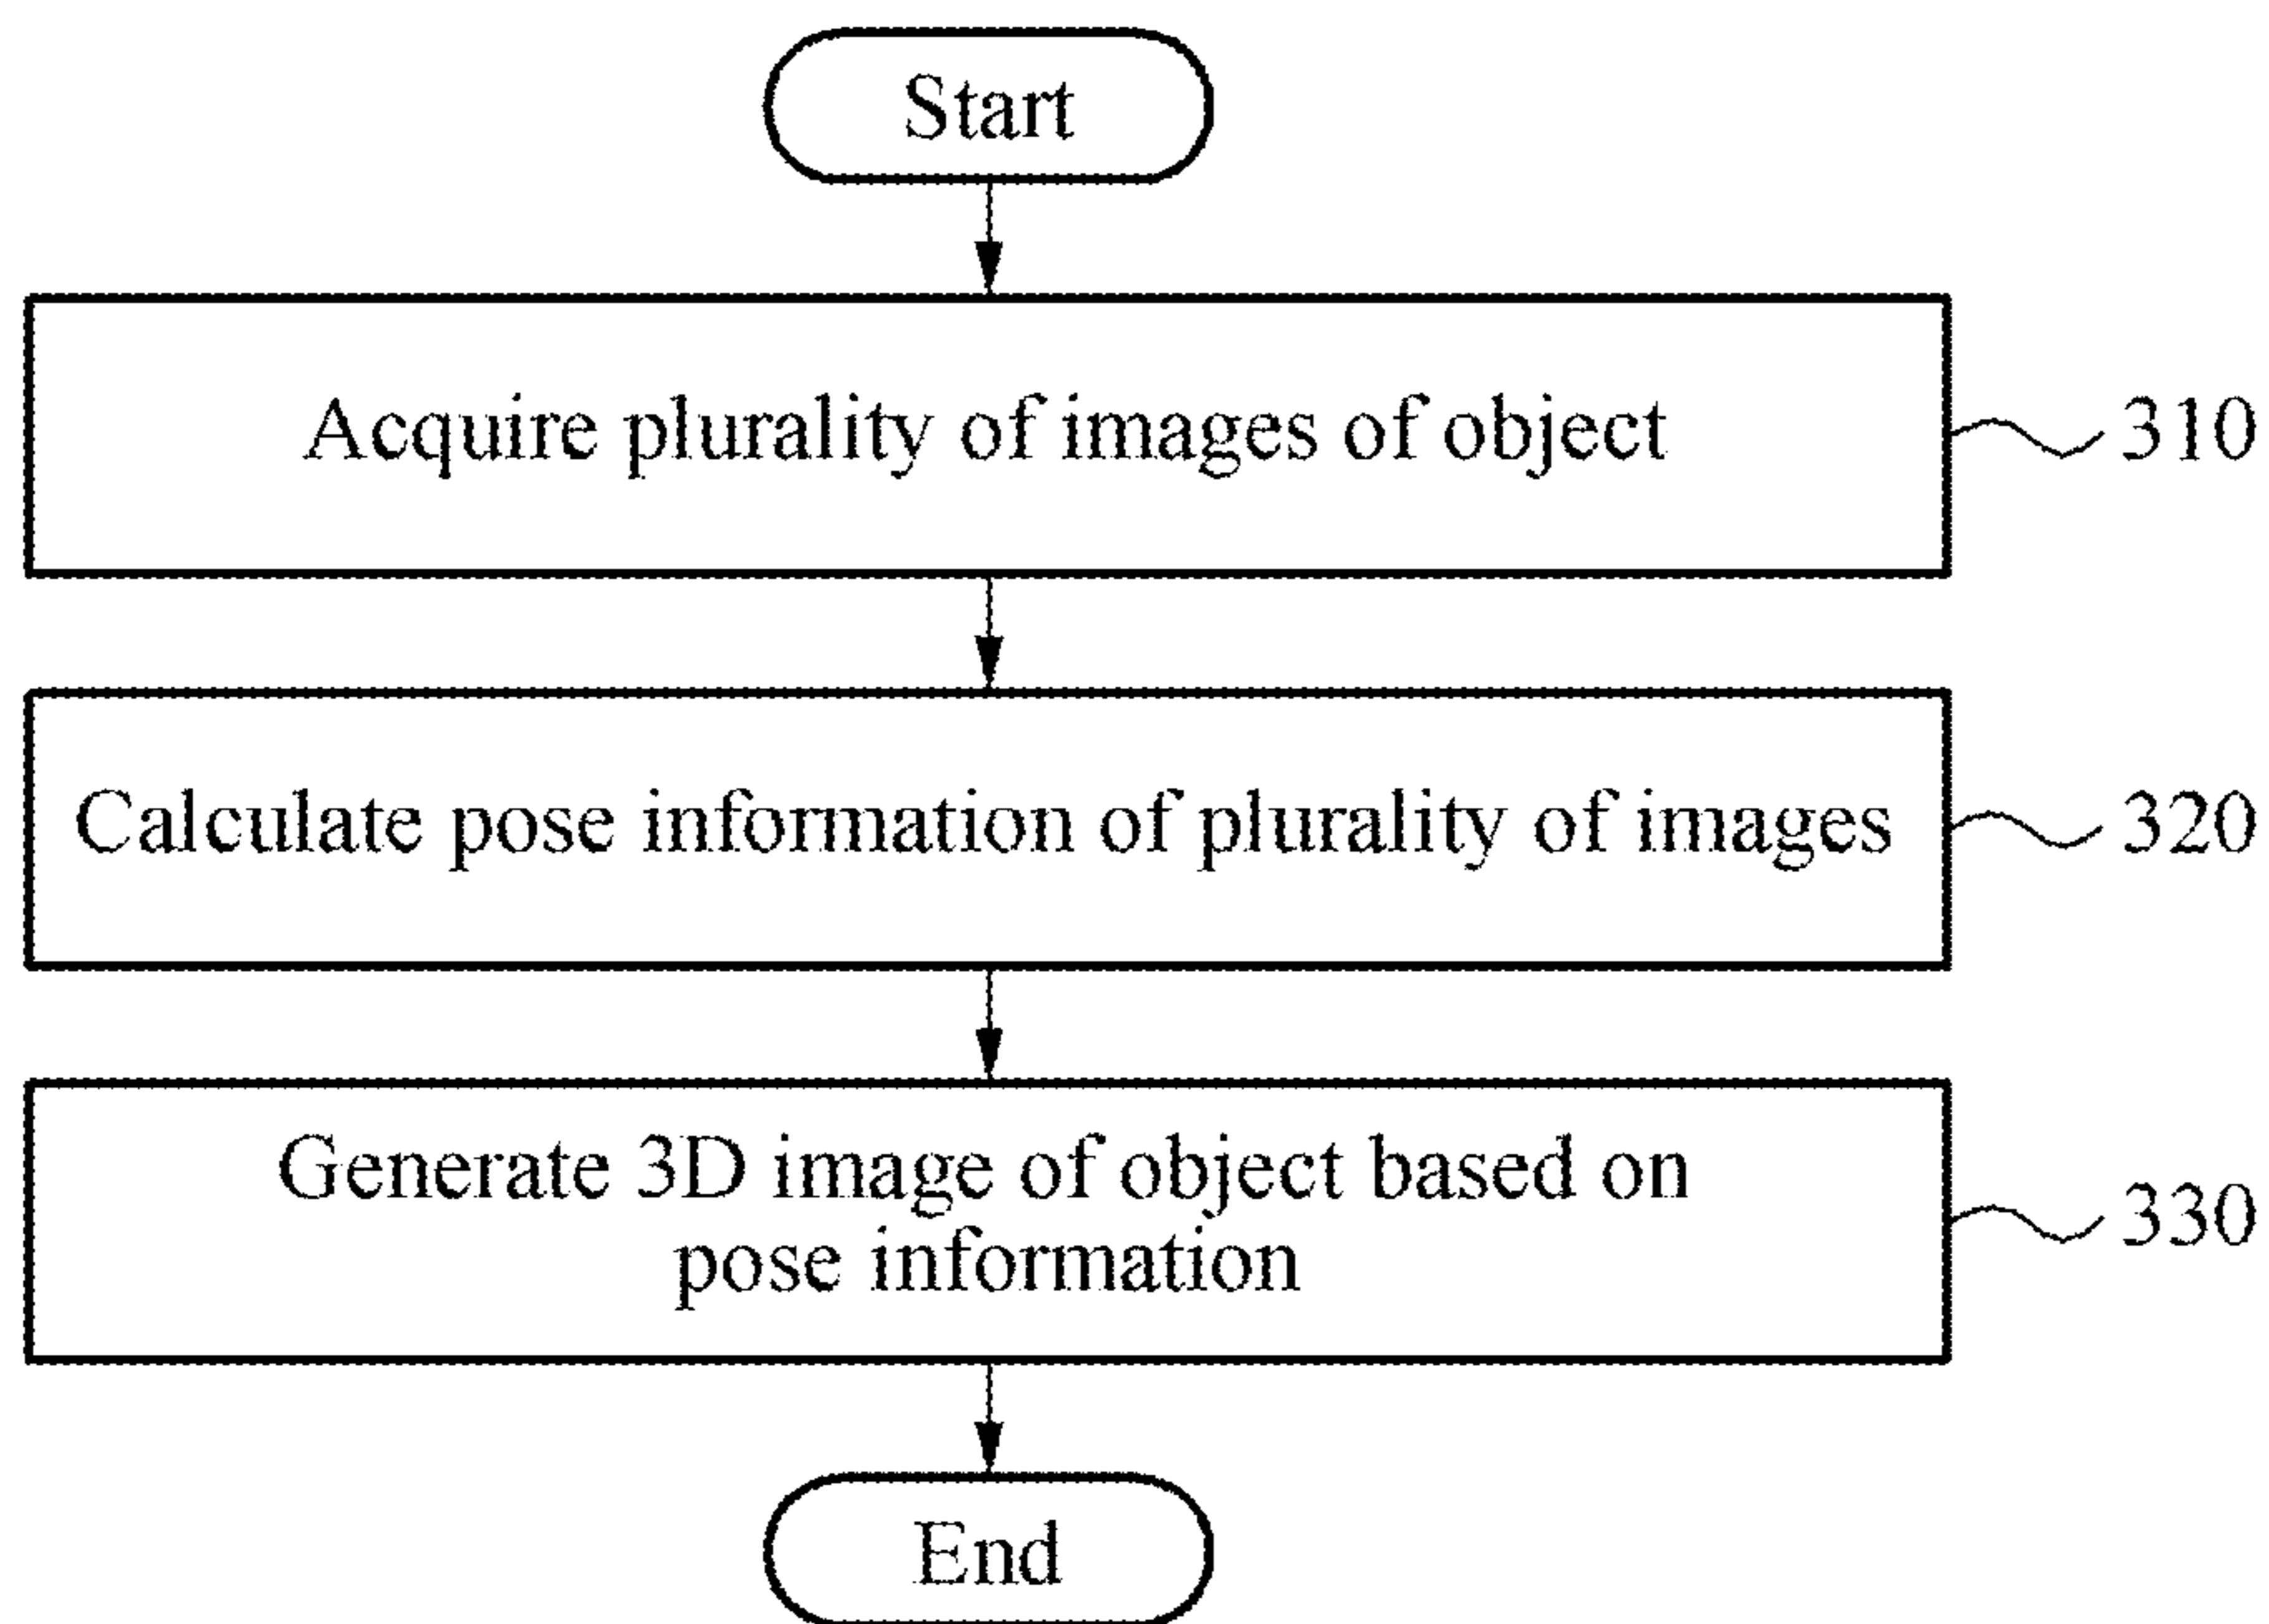 Start
Acquire plurality of images of object
310
Calculate pose information of plurality of images
320
Generate 3D image of object based on
pose information
330
End